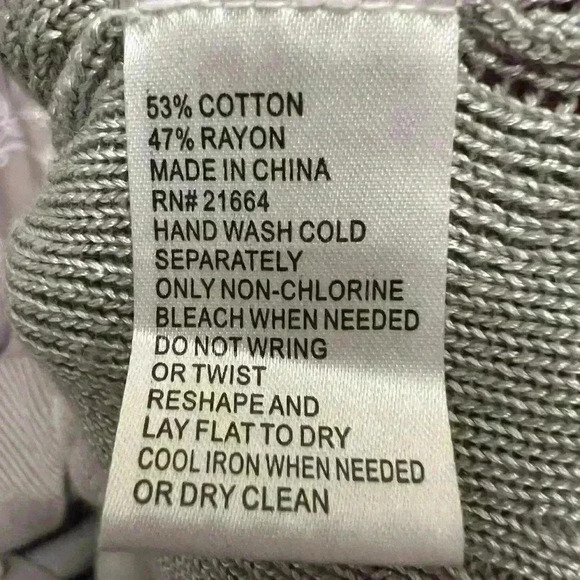 53% COTTON
47% RAYON
MADE IN CHINA
RN# 21664
HAND WASH COLD
SEPARATELY
ONLY NON-CHLORINE
BLEACH WHEN NEEDED
DO NOT WRING
OR TWIST
RESHAPE AND
LAY FLAT TO DRY
COOL IRON WHEN NEEDED
OR DRY CLEAN